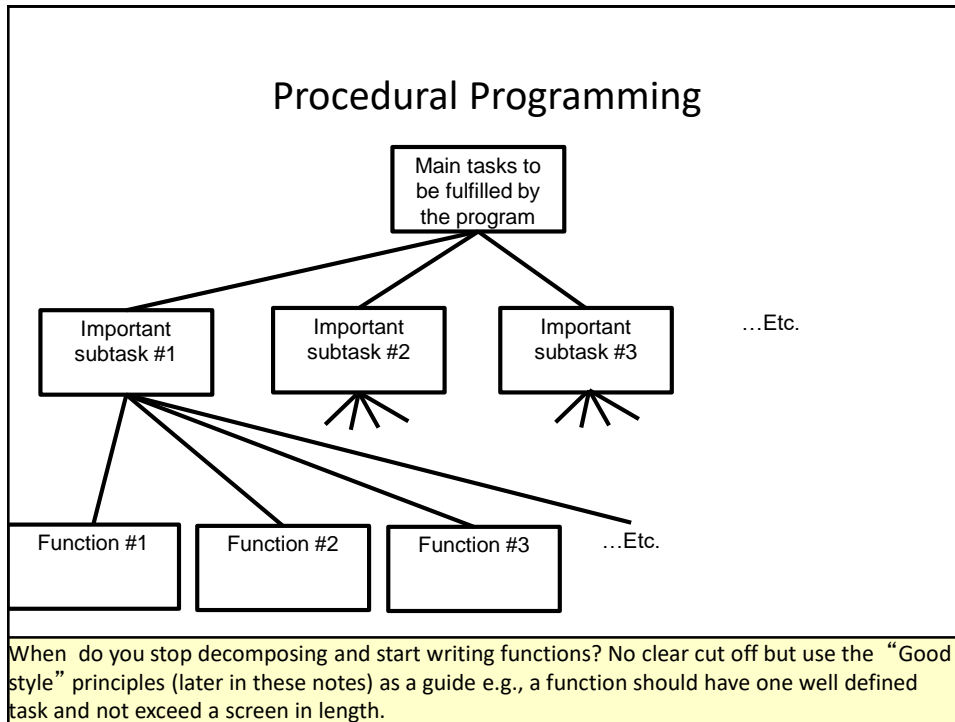 Procedural Programming
Main tasks to
be fulfilled by
the program
Important
subtask #1
Important
subtask #2
Important
subtask #3
…Etc.
Function #1
Function #2
Function #3
…Etc.
When  do you stop decomposing and start writing functions? No clear cut off but use the “Good
style” principles (later in these notes) as a guide e.g., a function should have one well defined
task and not exceed a screen in length.